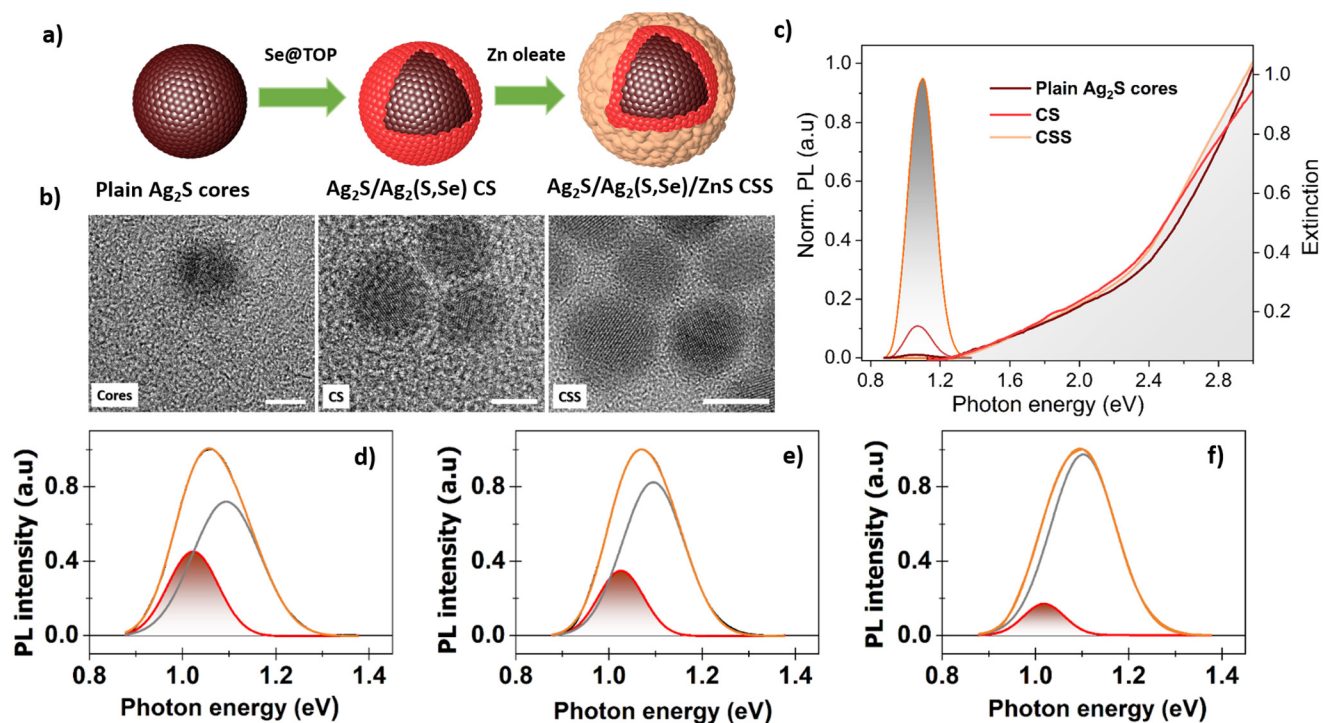 a)
Se@TOP
Zn oleate
Plain Ag₂S cores
Ag₂S/Ag₂(S,Se) CS
Ag₂S/Ag₂(S,Se)/ZnS CSS
b)
Cores
CS
CSS
c)
Norm. PL (a.u)
1.0
0.8
0.6
0.4
0.2
0.0
Plain Ag₂S cores
CS
CSS
1.0
0.8
0.6
0.4
0.2
Extinction
0.8 1.2 1.6 2.0 2.4 2.8
Photon energy (eV)
d)
PL intensity (a.u)
0.8
0.4
0.0
0.8 1.0 1.2 1.4
Photon energy (eV)
e)
PL intensity (a.u)
0.8
0.4
0.0
0.8 1.0 1.2 1.4
Photon energy (eV)
f)
PL intensity (a.u)
0.8
0.4
0.0
0.8 1.0 1.2 1.4
Photon energy (eV)